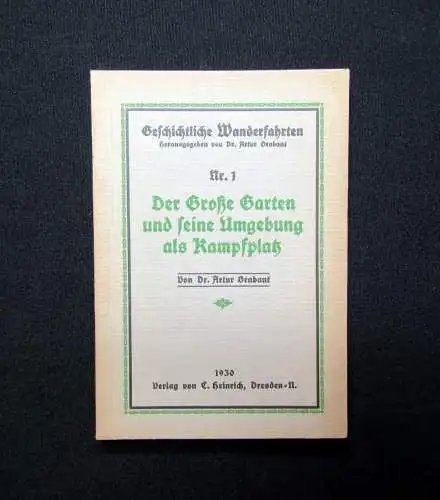 Geschichtliche Wanderfahrten
Herausgegeben von Dr. Artur Brabant
Nr. 1
Der Große Garten
und seine Umgebung
als Kampfplatz
Von Dr. Artur Brabant
1930
Verlag von C. Heinrich, Dresden-N.